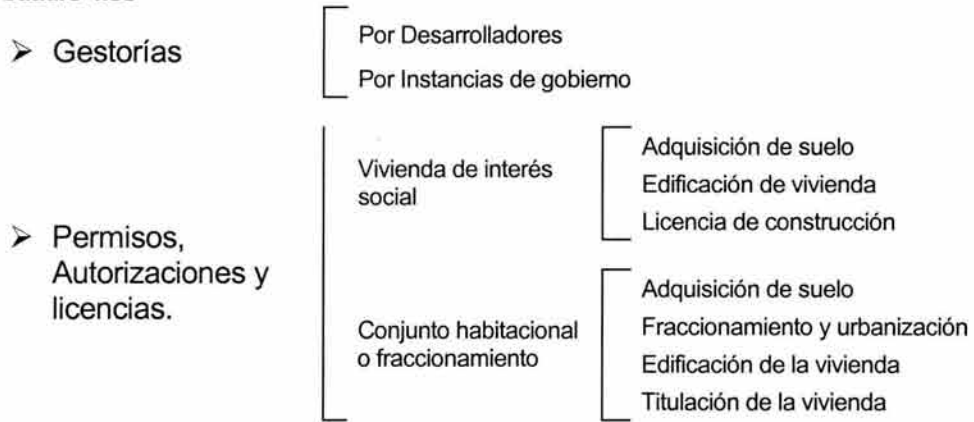 ➤ Gestorías
Por Desarrolladores
Por Instancias de gobierno
➤ Permisos,
Autorizaciones y
licencias.
Vivienda de interés
social
Adquisición de suelo
Edificación de vivienda
Licencia de construcción
Conjunto habitacional
o fraccionamiento
Adquisición de suelo
Fraccionamiento y urbanización
Edificación de la vivienda
Titulación de la vivienda